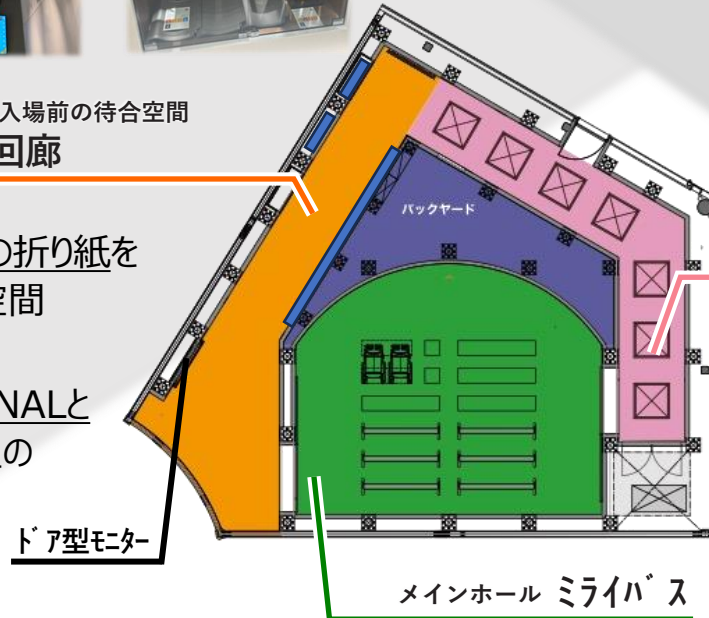 入場前の待合空間
回廊
の折り紙を
空間
NALと
の
ドア型モニター
バックヤード
メインホール ミライバス